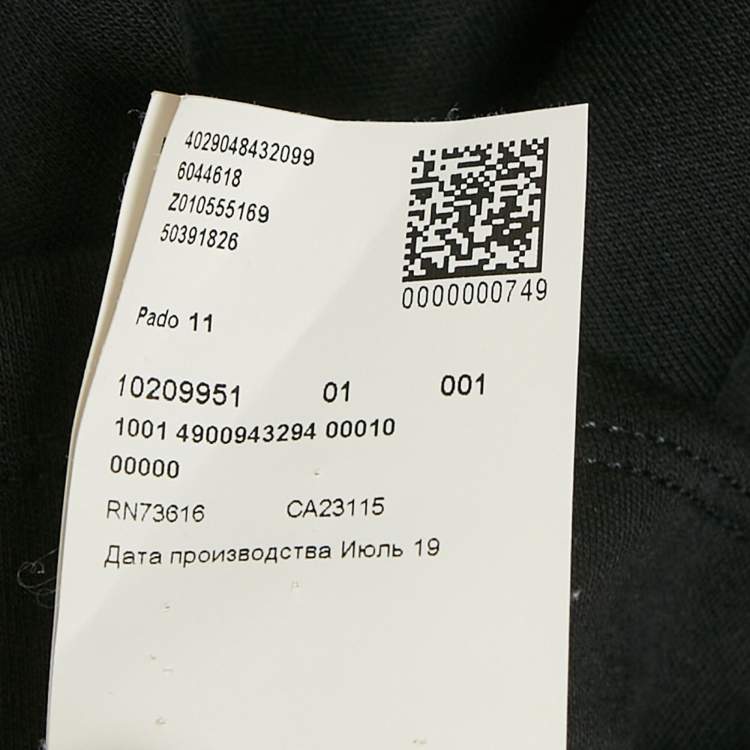 4029048432099
6044618
Z010555169
50391826
0000000749
Pado 11
10209951 01 001
1001 4900943294 00010
00000
RN73616 CA23115
Дата производства Июль 19